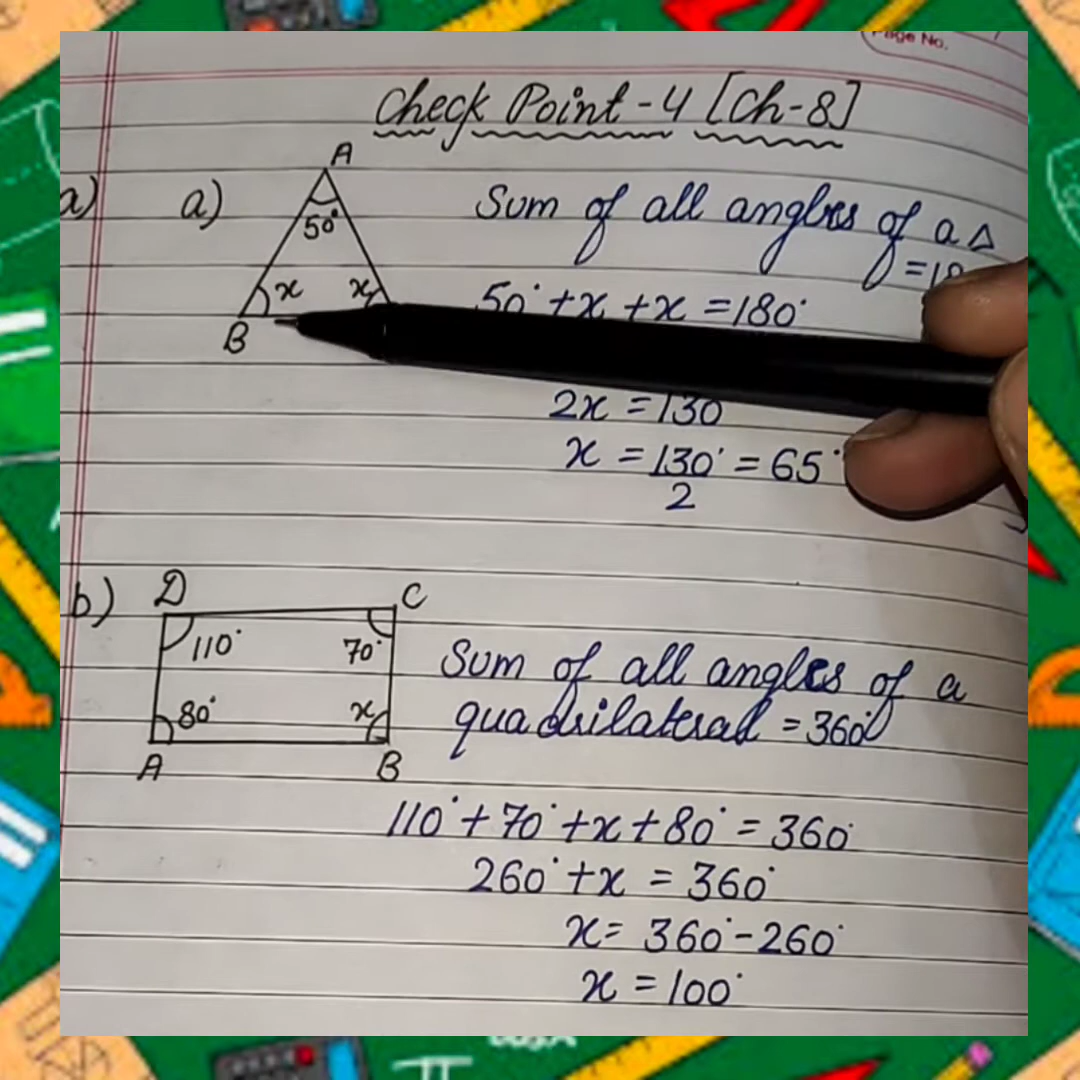 Page No.
Check Point-4 [Ch-8]
a) a) A
50°
x x
B
Sum of all angles of a △
50° + x + x = 180°
2x = 130
x = 130° = 65°
2
b) D C
110° 70°
80° x
A B
Sum of all angles of a
quadrilateral = 360°
110° + 70° + x + 80° = 360°
260° + x = 360°
x = 360° - 260°
x = 100°